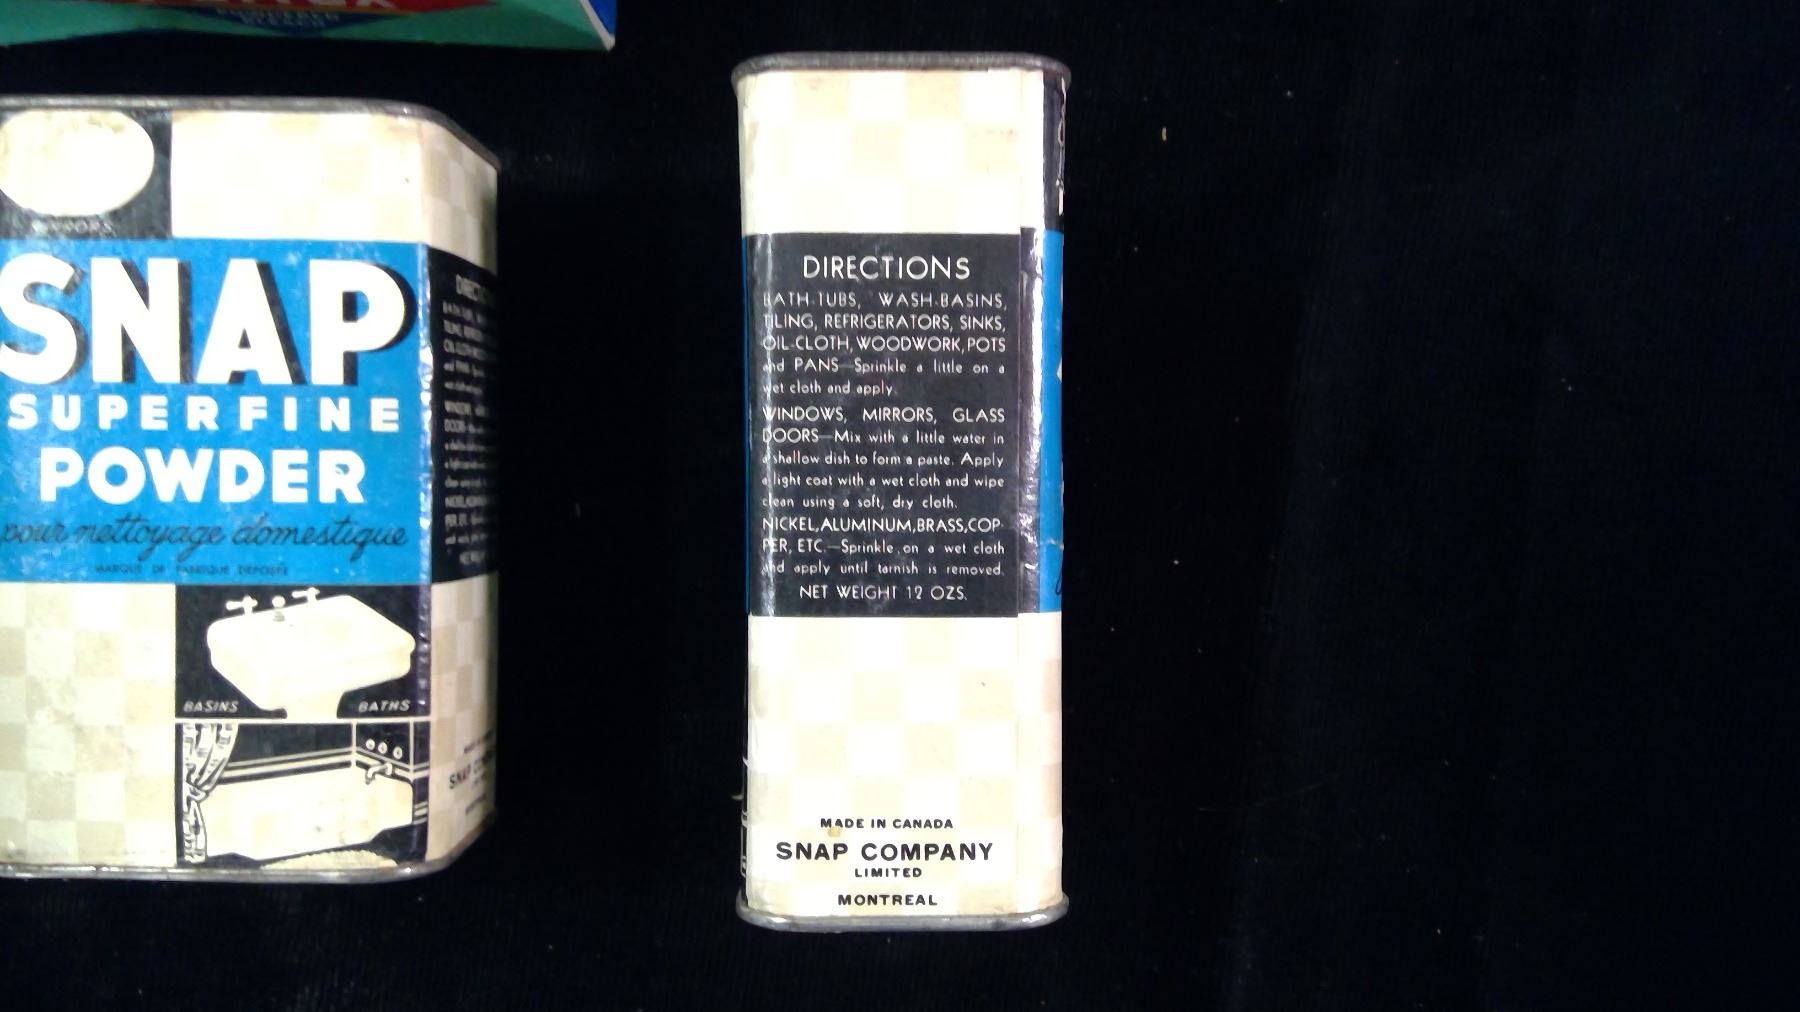 SNAP
SUPERFINE
POWDER
pour nettoyage domestique
MARQUE DE FABRIQUE DEPOSÉE
BASINS
BATHS
DIRECTIONS
BATH-TUBS, WASH-BASINS,
TILING, REFRIGERATORS, SINKS,
OIL-CLOTH, WOODWORK, POTS
and PANS—Sprinkle a little on a
wet cloth and apply.
WINDOWS, MIRRORS, GLASS
DOORS—Mix with a little water in
a shallow dish to form a paste. Apply
a light coat with a wet cloth and wipe
clean using a soft, dry cloth.
NICKEL, ALUMINUM, BRASS, COP-
PER, ETC.—Sprinkle on a wet cloth
and apply until tarnish is removed.
NET WEIGHT 12 OZS.
MADE IN CANADA
SNAP COMPANY
LIMITED
MONTREAL